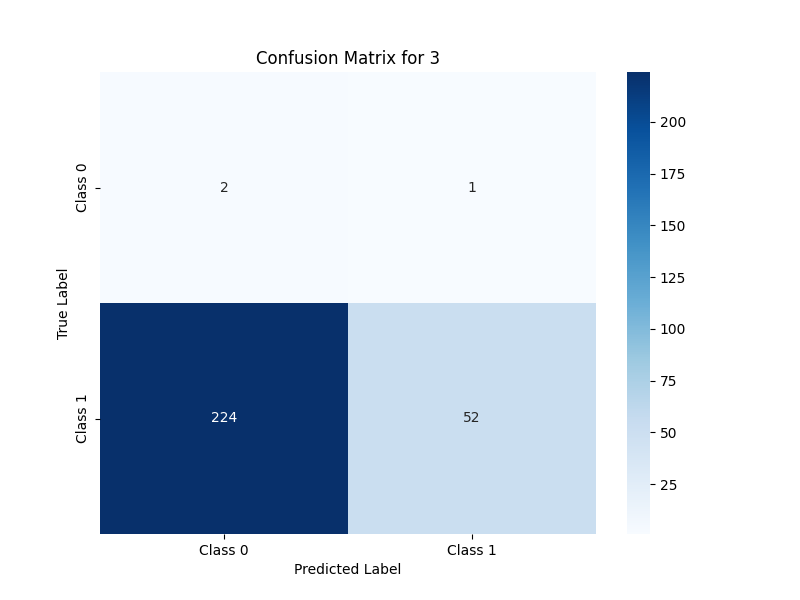 Confusion Matrix for 3
True Label
Class 0
Class 1
2
1
224
52
Class 0
Class 1
Predicted Label
200
175
150
125
100
75
50
25